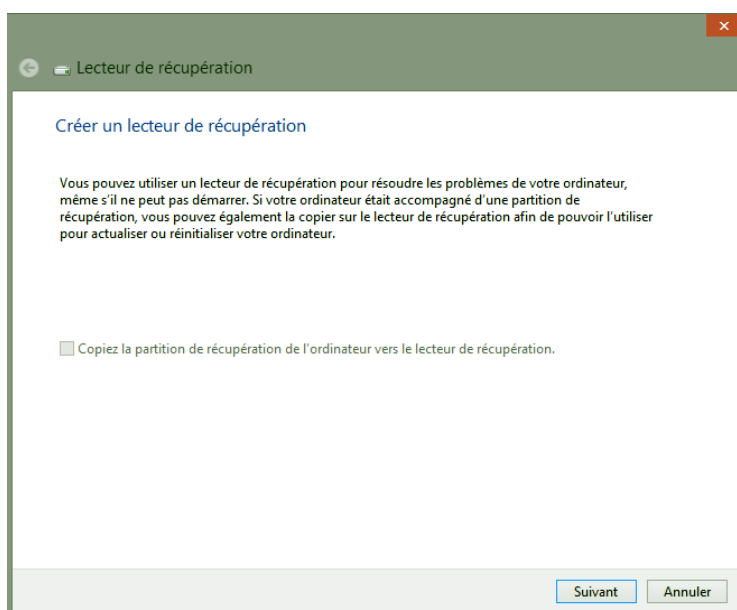 Lecteur de récupération
Créer un lecteur de récupération
Vous pouvez utiliser un lecteur de récupération pour résoudre les problèmes de votre ordinateur,
même s'il ne peut pas démarrer. Si votre ordinateur était accompagné d'une partition de
récupération, vous pouvez également la copier sur le lecteur de récupération afin de pouvoir l'utiliser
pour actualiser ou réinitialiser votre ordinateur.
Copiez la partition de récupération de l'ordinateur vers le lecteur de récupération.
Suivant
Annuler